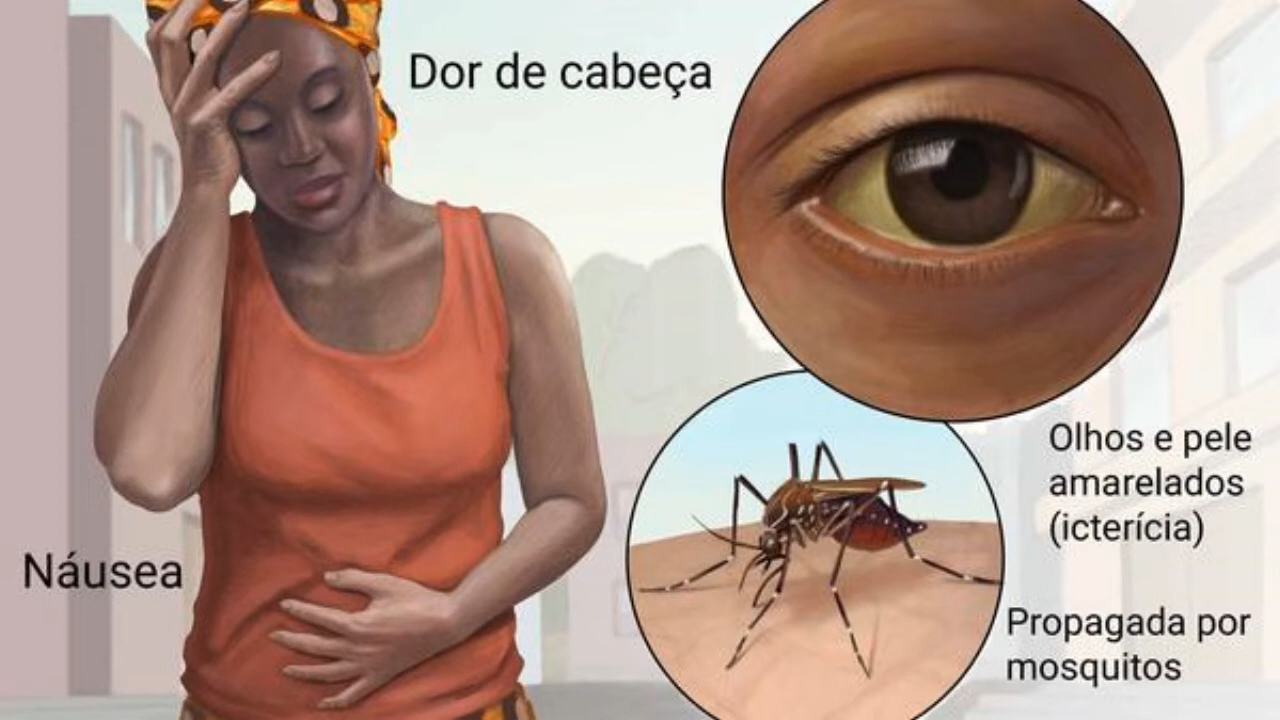 Dor de cabeça
Olhos e pele
amarelados
(icterícia)
Náusea
Propagada por
mosquitos